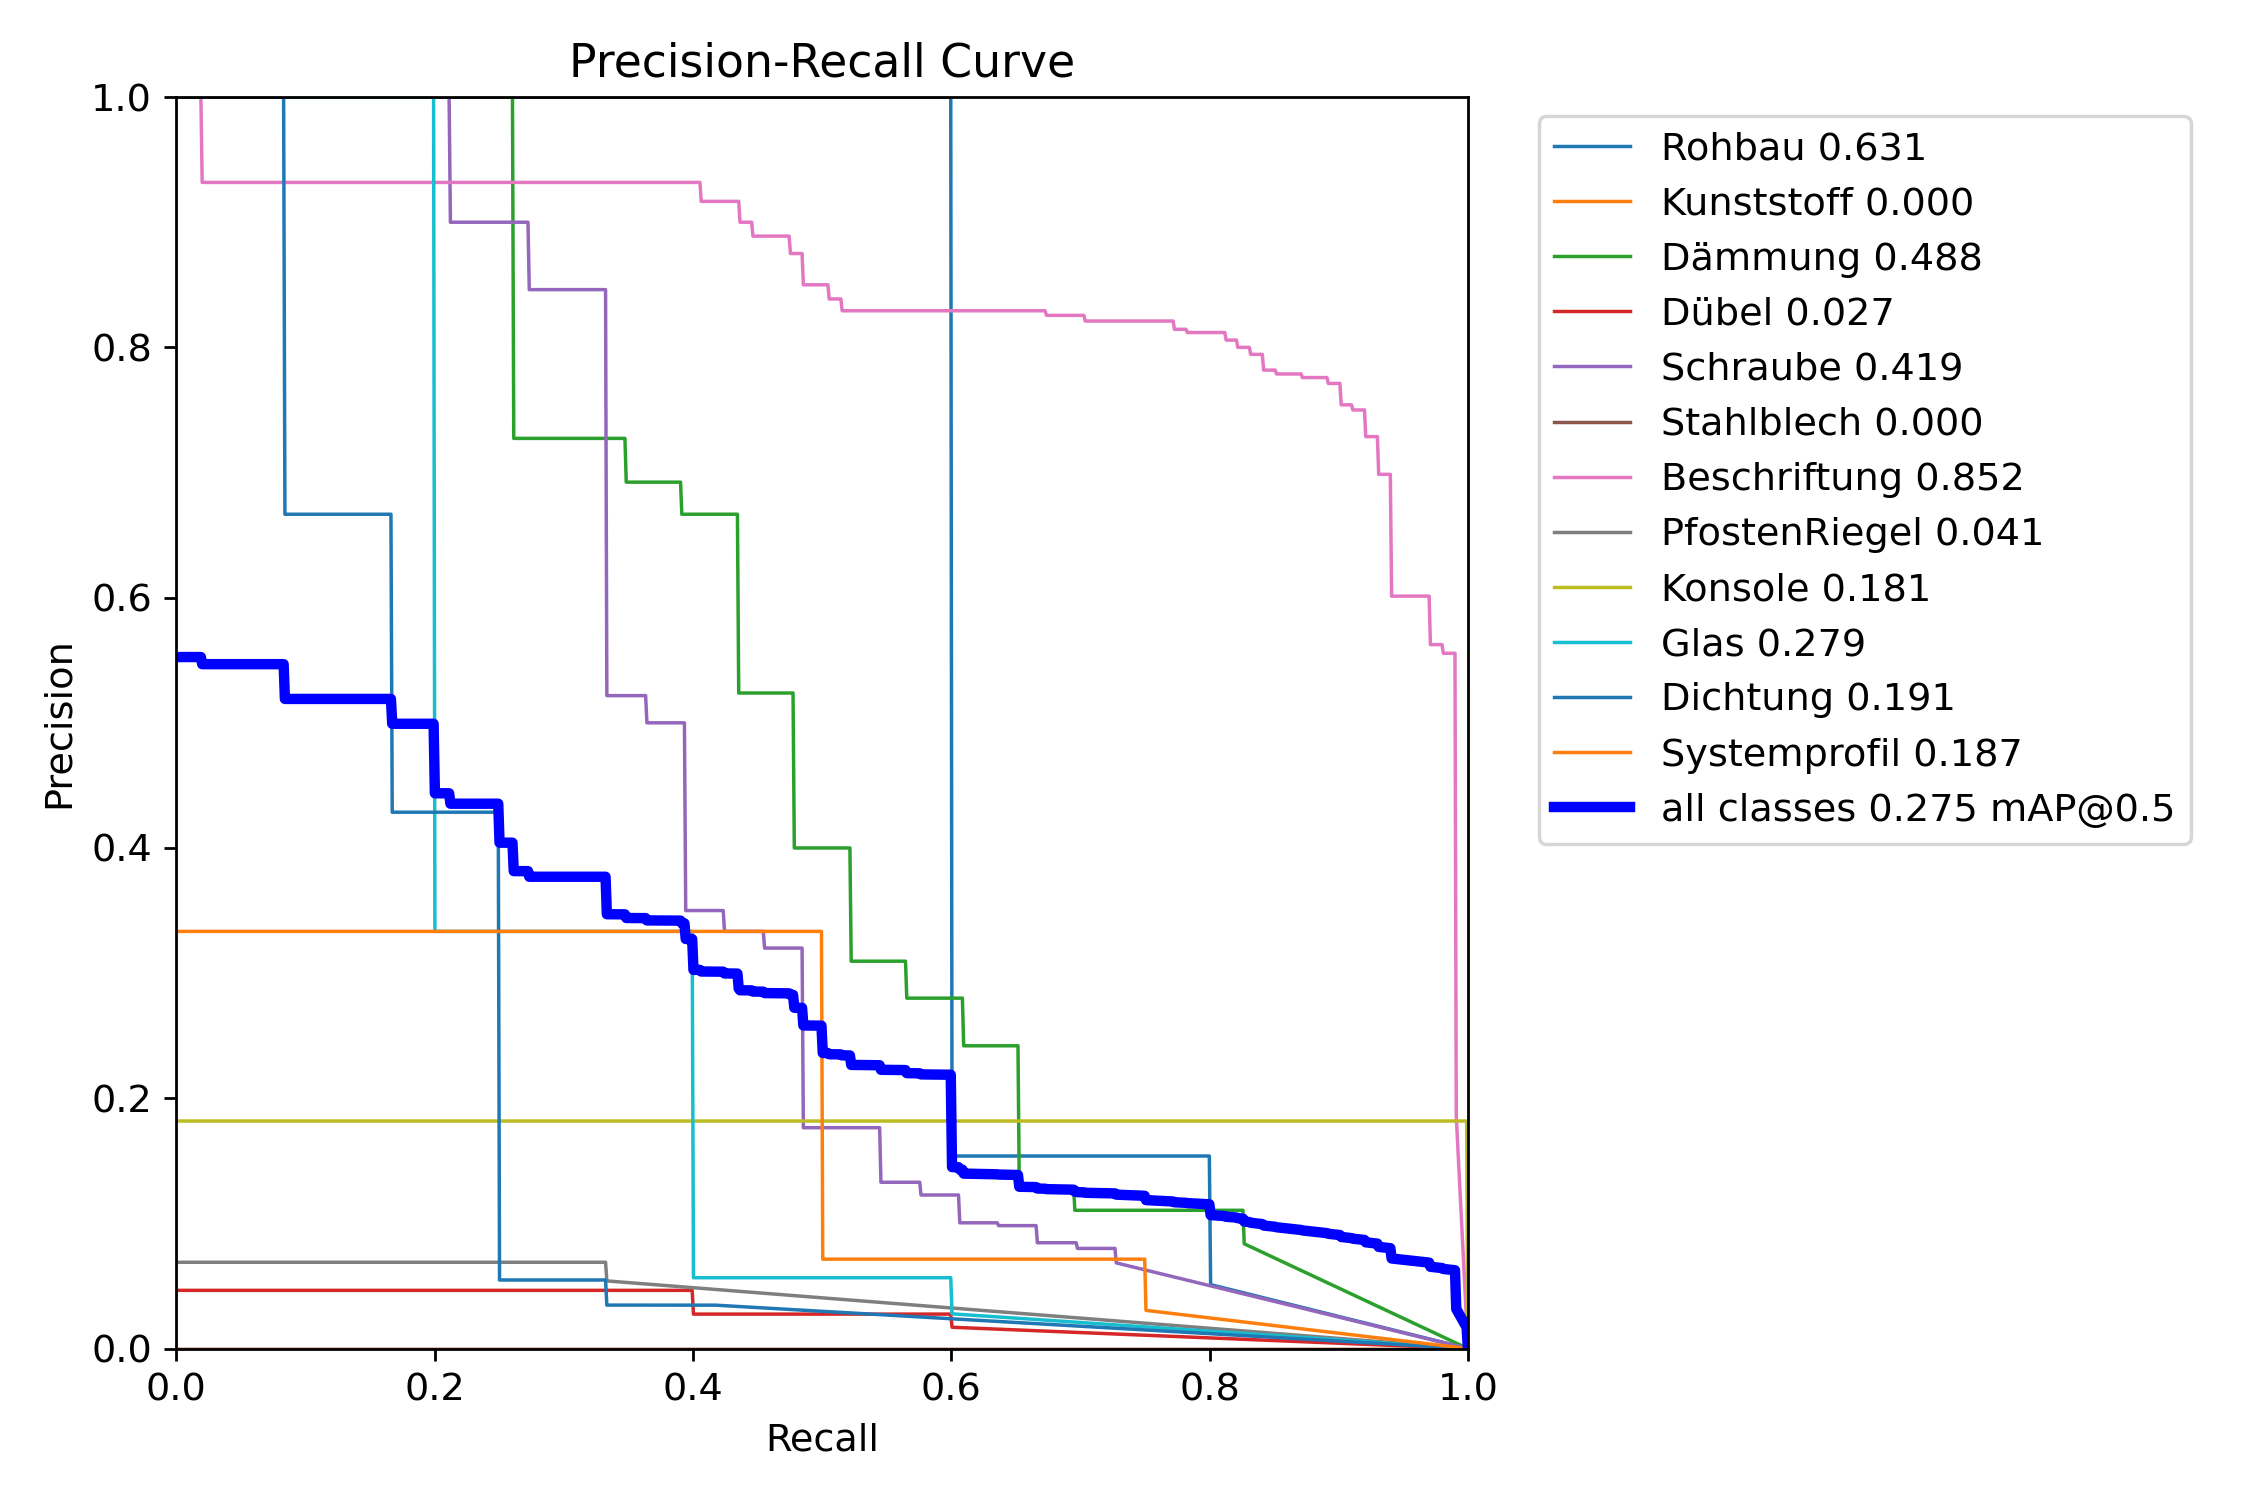 Precision-Recall Curve
1.0
0.8
0.6
0.4
0.2
0.0
Precision
0.0 0.2 0.4 0.6 0.8 1.0
Recall
Rohbau 0.631
Kunststoff 0.000
Dämmung 0.488
Dübel 0.027
Schraube 0.419
Stahlblech 0.000
Beschriftung 0.852
PfostenRiegel 0.041
Konsole 0.181
Glas 0.279
Dichtung 0.191
Systemprofil 0.187
all classes 0.275 mAP@0.5